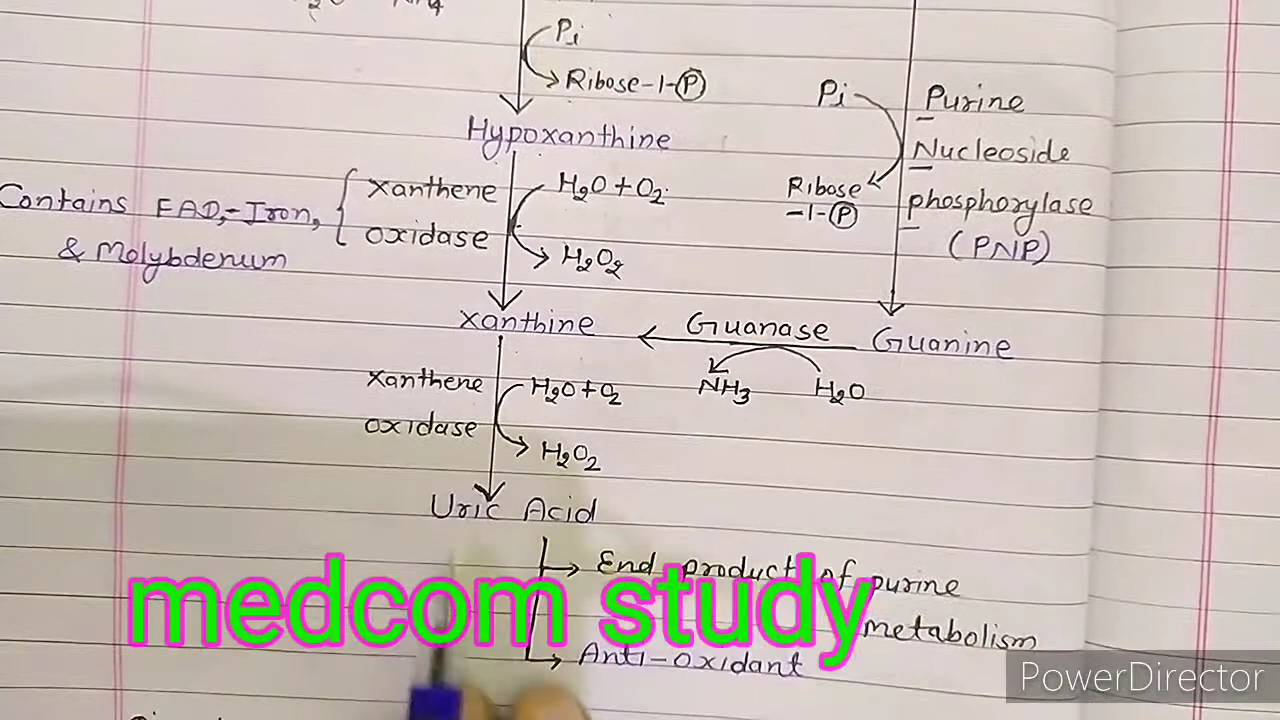 Pi
Ribose-1-Ⓟ
Hypoxanthine
Pi
Purine
Nucleoside
phosphorylase
(PNP)
Ribose
-1-Ⓟ
Contains FAD,-Iron,
& Molybdenum
Xanthene
oxidase
H₂O + O₂
H₂O₂
Xanthine
Guanase
Guanine
NH₃
H₂O
Xanthene
oxidase
H₂O + O₂
H₂O₂
Uric Acid
End product of purine
metabolism
Anti-oxidant
medcom study
PowerDirector